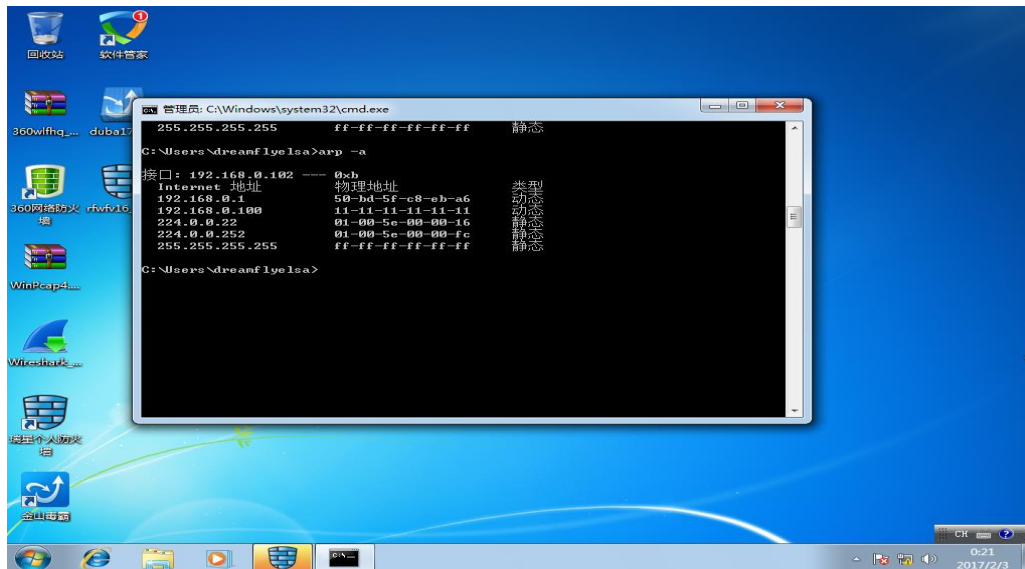 1
回收站
软件管家
360wlfhq_...
duba17
360网络防火墙
rfwfv16_
WinPcap4....
Wireshark_...
瑞星个人防火墙
金山毒霸
管理员: C:\Windows\system32\cmd.exe
255.255.255.255 ff-ff-ff-ff-ff-ff 静态
C:\Users\dreamflyelsa>arp -a
接口: 192.168.0.102 --- 0xb
Internet 地址 物理地址 类型
192.168.0.1 50-bd-5f-c8-eb-a6 动态
192.168.0.100 11-11-11-11-11-11 动态
224.0.0.22 01-00-5e-00-00-16 静态
224.0.0.252 01-00-5e-00-00-fc 静态
255.255.255.255 ff-ff-ff-ff-ff-ff 静态
C:\Users\dreamflyelsa>
CH
0:21
2017/2/3